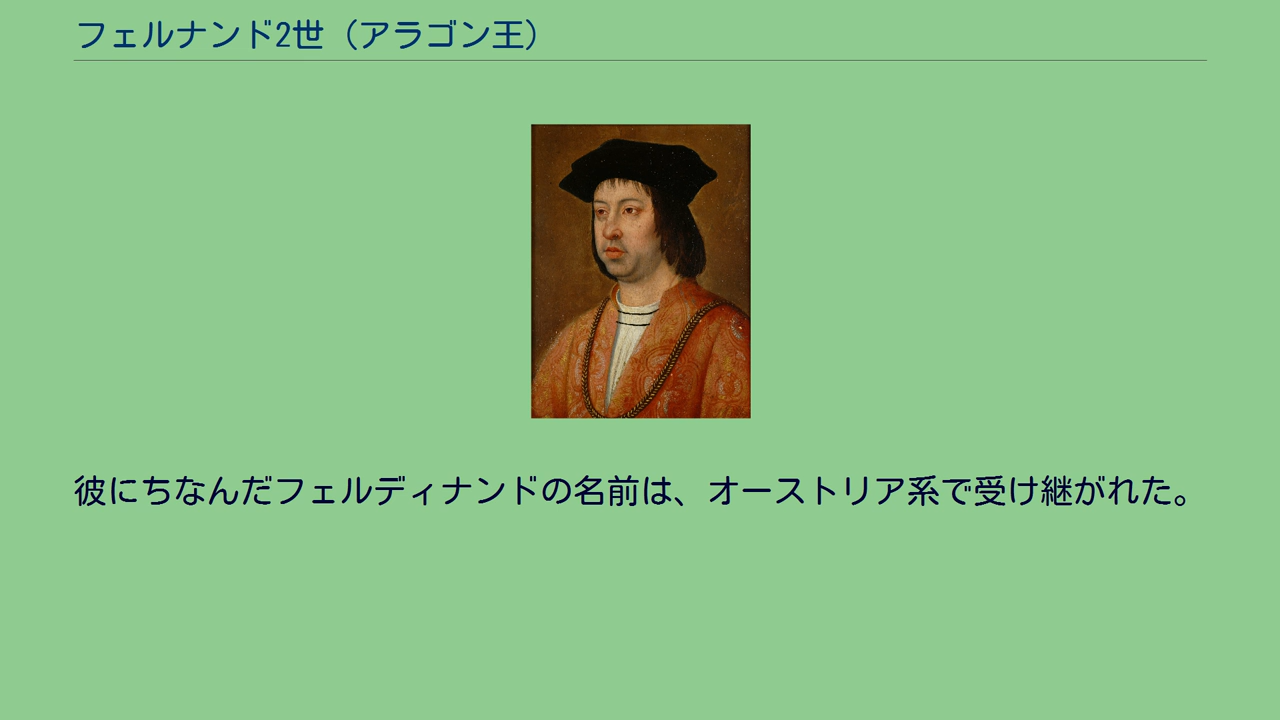 フェルナンド2世（アラゴン王）
彼にちなんだフェルディナンドの名前は、オーストリア系で受け継がれた。